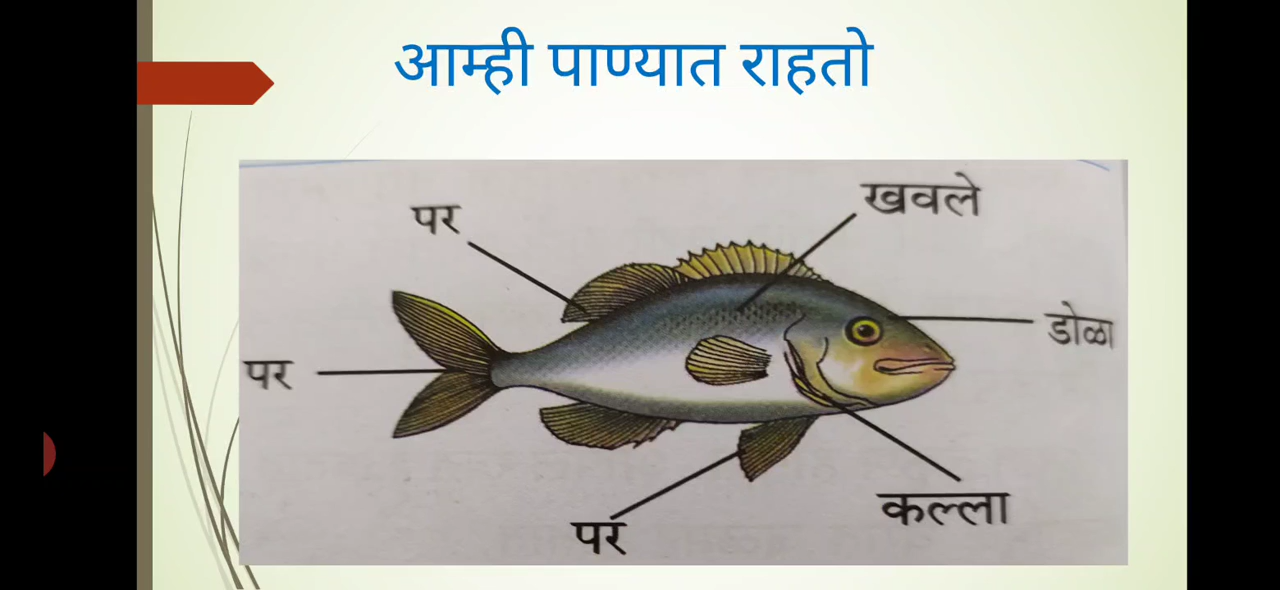 आम्ही पाण्यात राहतो
खवले
पर
डोळा
पर
कल्ला
पर